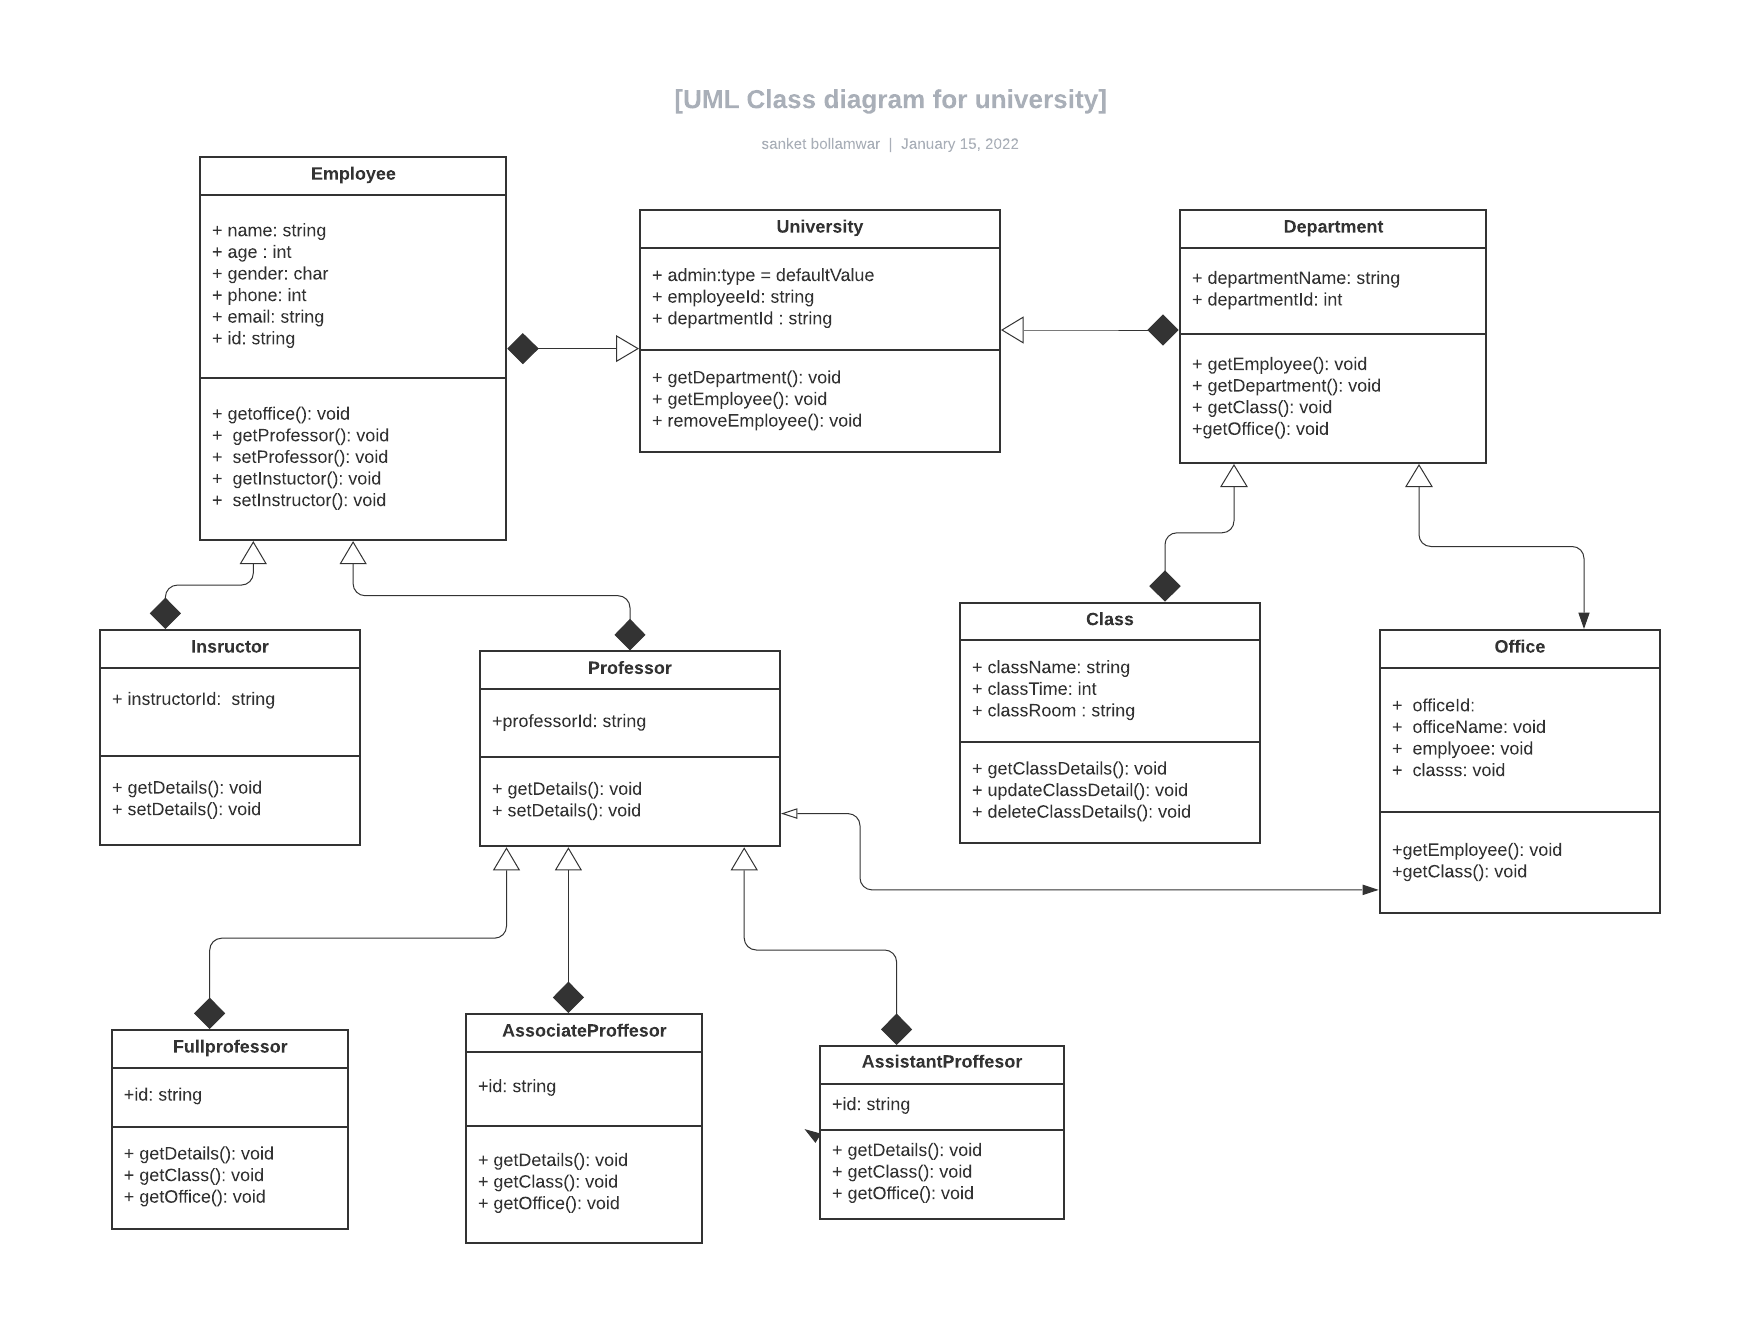 [UML Class diagram for university]
sanket bollamwar | January 15, 2022
Employee
+ name: string
+ age : int
+ gender: char
+ phone: int
+ email: string
+ id: string
+ getoffice(): void
+  getProfessor(): void
+  setProfessor(): void
+  getInstuctor(): void
+  setInstructor(): void
University
+ admin:type = defaultValue
+ employeeId: string
+ departmentId : string
+ getDepartment(): void
+ getEmployee(): void
+ removeEmployee(): void
Department
+ departmentName: string
+ departmentId: int
+ getEmployee(): void
+ getDepartment(): void
+ getClass(): void
+getOffice(): void
Insructor
+ instructorId:  string
+ getDetails(): void
+ setDetails(): void
Professor
+professorId: string
+ getDetails(): void
+ setDetails(): void
Class
+ className: string
+ classTime: int
+ classRoom : string
+ getClassDetails(): void
+ updateClassDetail(): void
+ deleteClassDetails(): void
Office
+  officeId:
+  officeName: void
+  emplyoee: void
+  classs: void
+getEmployee(): void
+getClass(): void
Fullprofessor
+id: string
+ getDetails(): void
+ getClass(): void
+ getOffice(): void
AssociateProffesor
+id: string
+ getDetails(): void
+ getClass(): void
+ getOffice(): void
AssistantProffesor
+id: string
+ getDetails(): void
+ getClass(): void
+ getOffice(): void